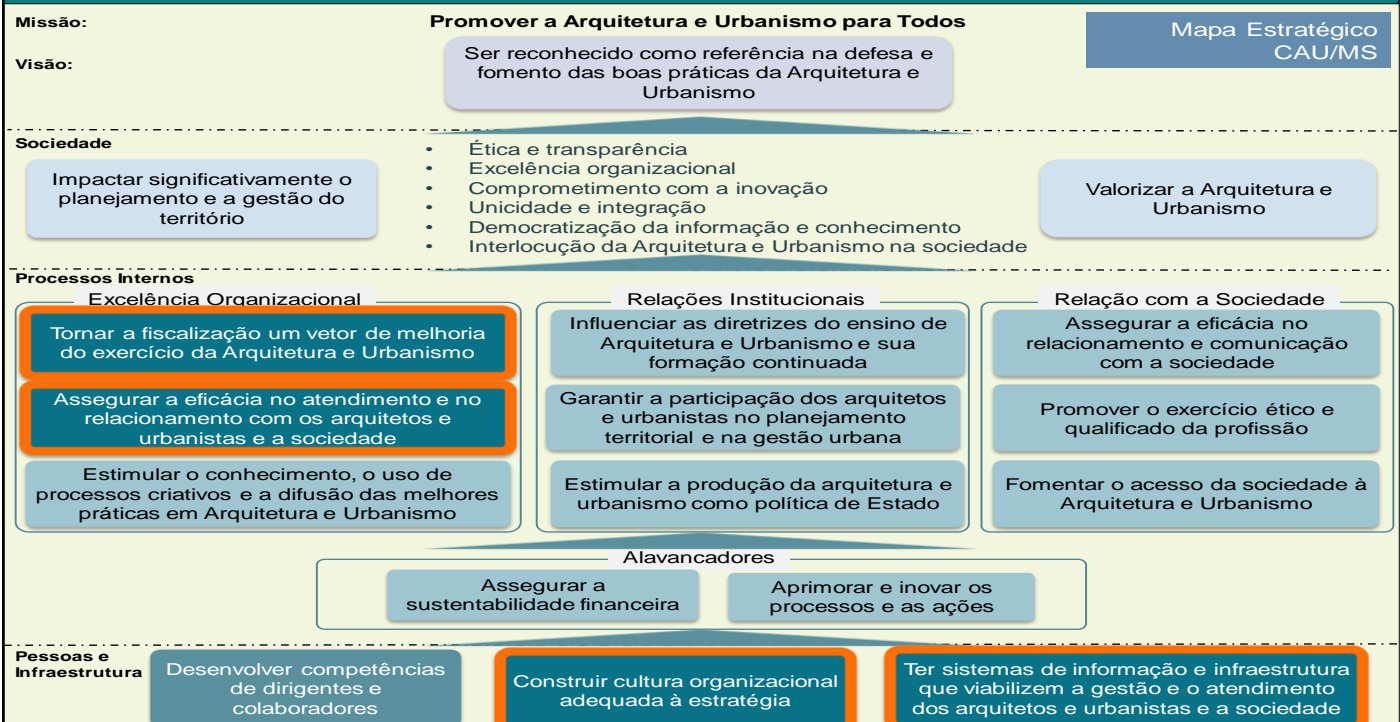 Missão:
Promover a Arquitetura e Urbanismo para Todos
Mapa Estratégico
CAU/MS
Visão:
Ser reconhecido como referência na defesa e
fomento das boas práticas da Arquitetura e
Urbanismo
Sociedade
Impactar significativamente o
planejamento e a gestão do
território
• Ética e transparência
• Excelência organizacional
• Comprometimento com a inovação
• Unicidade e integração
• Democratização da informação e conhecimento
• Interlocução da Arquitetura e Urbanismo na sociedade
Valorizar a Arquitetura e
Urbanismo
Processos Internos
Excelência Organizacional
Tornar a fiscalização um vetor de melhoria
do exercício da Arquitetura e Urbanismo
Assegurar a eficácia no atendimento e no
relacionamento com os arquitetos e
urbanistas e a sociedade
Estimular o conhecimento, o uso de
processos criativos e a difusão das melhores
práticas em Arquitetura e Urbanismo
Relações Institucionais
Influenciar as diretrizes do ensino de
Arquitetura e Urbanismo e sua
formação continuada
Garantir a participação dos arquitetos
e urbanistas no planejamento
territorial e na gestão urbana
Estimular a produção da arquitetura e
urbanismo como política de Estado
Relação com a Sociedade
Assegurar a eficácia no
relacionamento e comunicação
com a sociedade
Promover o exercício ético e
qualificado da profissão
Fomentar o acesso da sociedade à
Arquitetura e Urbanismo
Alavancadores
Assegurar a
sustentabilidade financeira
Aprimorar e inovar os
processos e as ações
Pessoas e
Infraestrutura
Desenvolver competências
de dirigentes e
colaboradores
Construir cultura organizacional
adequada à estratégia
Ter sistemas de informação e infraestrutura
que viabilizem a gestão e o atendimento
dos arquitetos e urbanistas e a sociedade